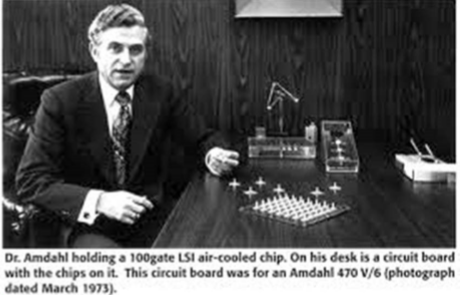 Dr. Amdahl holding a 100gate LSI air-cooled chip. On his desk is a circuit board
with the chips on it. This circuit board was for an Amdahl 470 V/6 (photograph
dated March 1973).